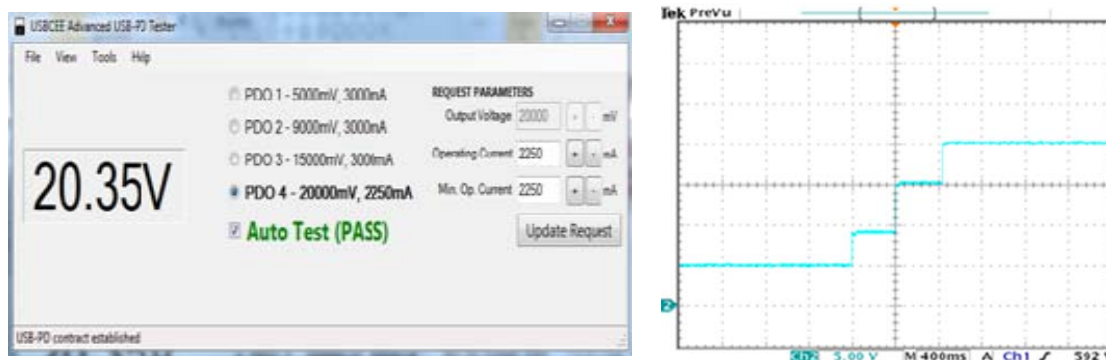 USBCEE Advanced USB-PD Tester
File View Tools Help
20.35V
PDO 1 - 5000mV, 3000mA
PDO 2 - 9000mV, 3000mA
PDO 3 - 15000mV, 3000mA
PDO 4 - 20000mV, 2250mA
Auto Test (PASS)
REQUEST PARAMETERS
Output Voltage 20000 + - mV
Operating Current 2250 + - mA
Min. Op. Current 2250 + - mA
Update Request
USB-PD contract established
Tek PreVu
2
Ch2 5.00 V M 400ms A Ch1 592